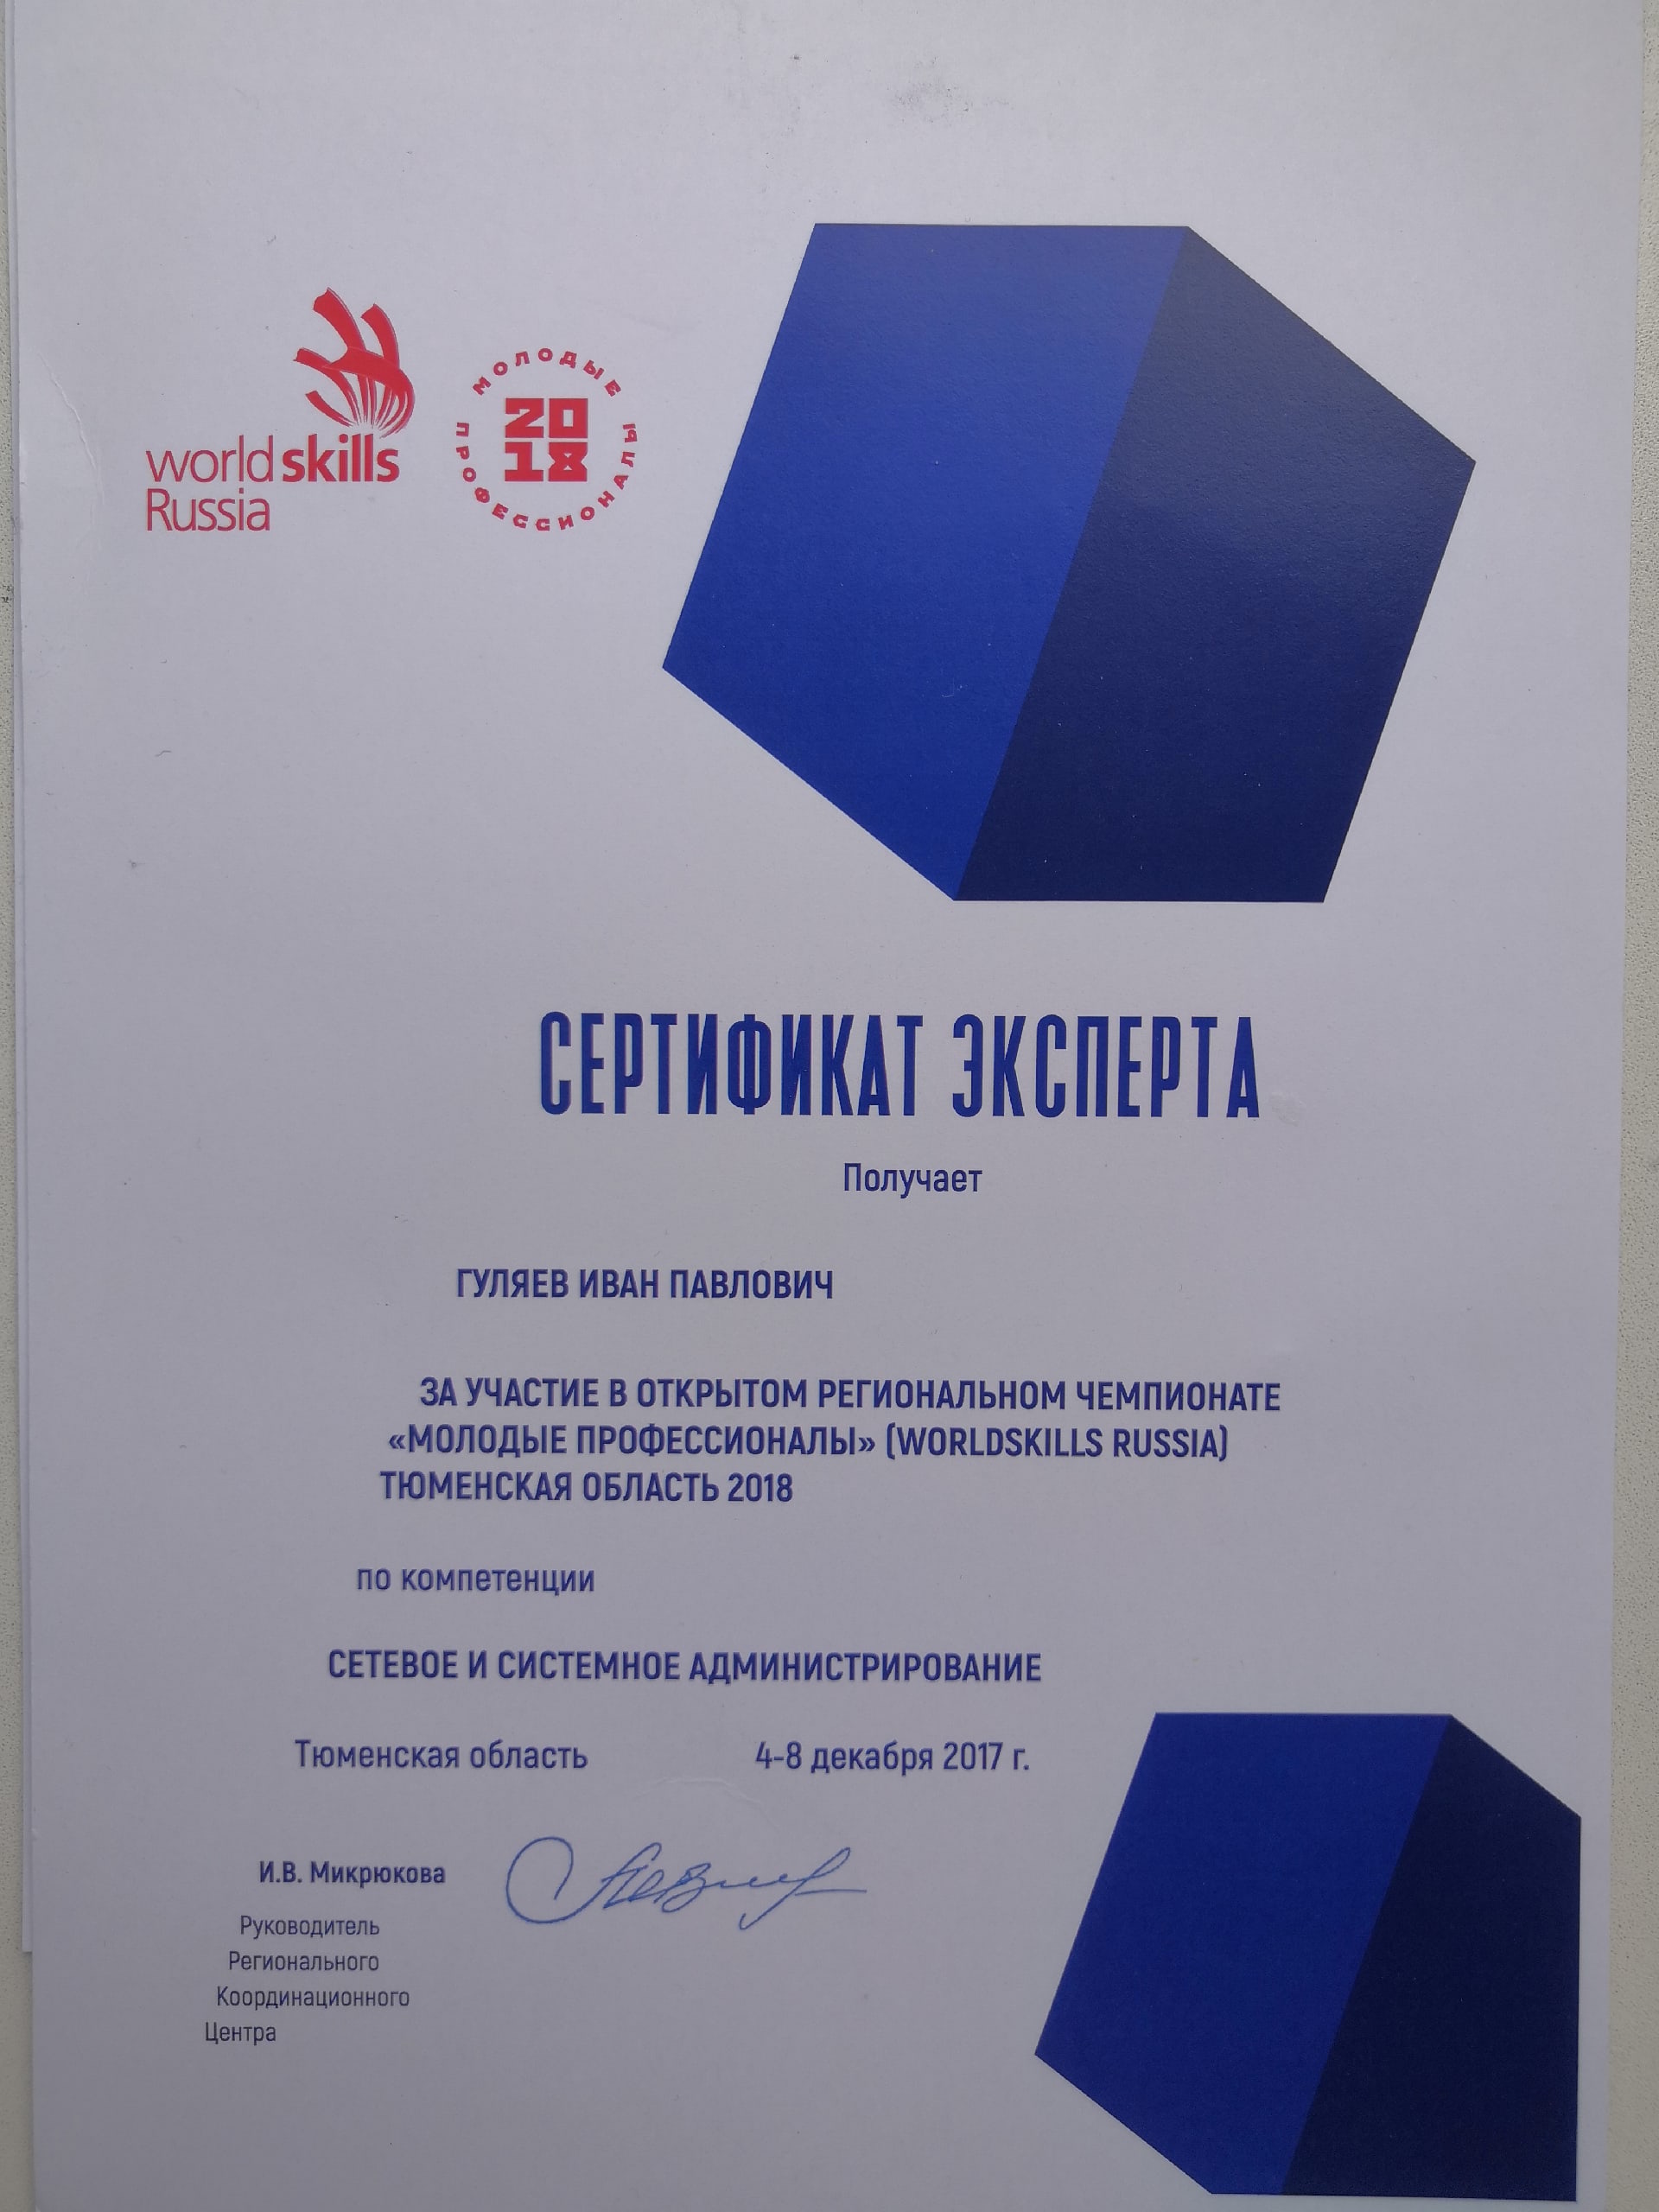 worldskills
Russia
МОЛОДЫЕ ПРОФЕССИОНАЛЫ
20
18
СЕРТИФИКАТ ЭКСПЕРТА
Получает
ГУЛЯЕВ ИВАН ПАВЛОВИЧ
ЗА УЧАСТИЕ В ОТКРЫТОМ РЕГИОНАЛЬНОМ ЧЕМПИОНАТЕ
«МОЛОДЫЕ ПРОФЕССИОНАЛЫ» (WORLDSKILLS RUSSIA)
ТЮМЕНСКАЯ ОБЛАСТЬ 2018
по компетенции
СЕТЕВОЕ И СИСТЕМНОЕ АДМИНИСТРИРОВАНИЕ
Тюменская область 4-8 декабря 2017 г.
И.В. Микрюкова
Руководитель
Регионального
Координационного
Центра